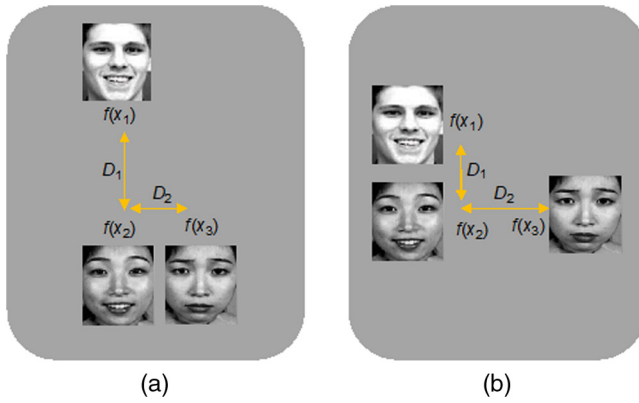 f(x₁)
D₁
D₂
f(x₂) f(x₃)
(a)
f(x₁)
D₁
D₂
f(x₂) f(x₃)
(b)